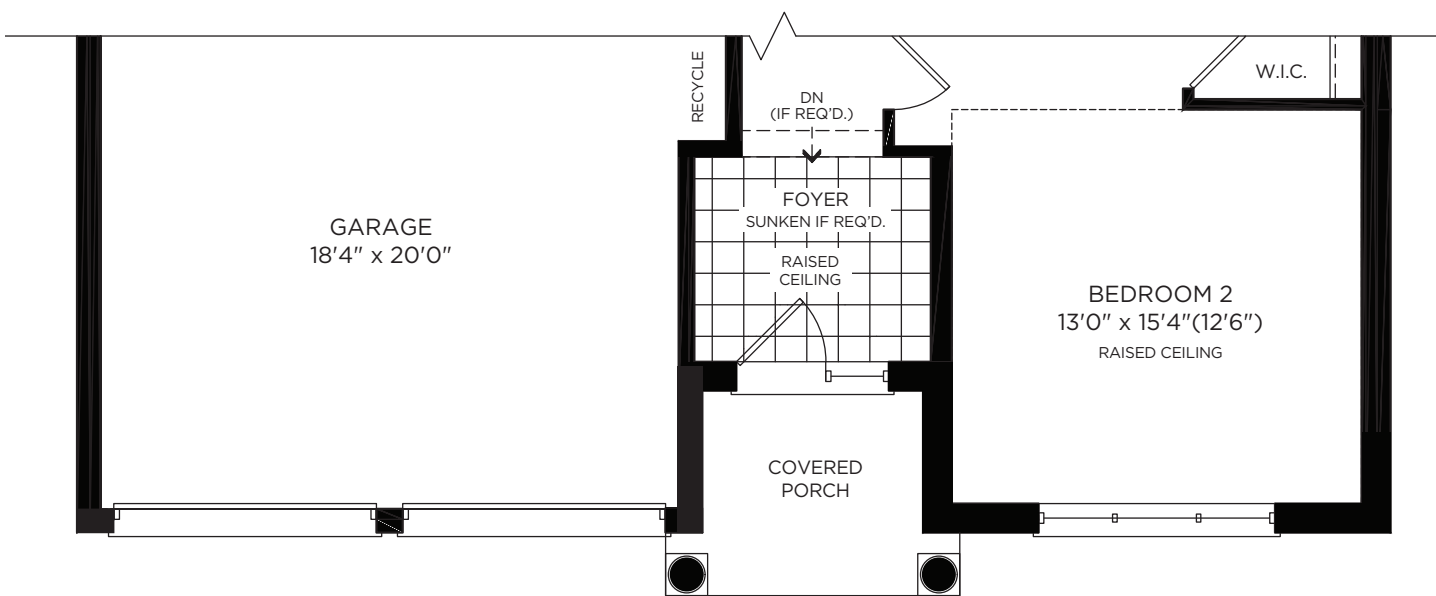 RECYCLE
W.I.C.
DN
(IF REQ'D.)
FOYER
SUNKEN IF REQ'D.
RAISED
CEILING
GARAGE
18'4" x 20'0"
BEDROOM 2
13'0" x 15'4"(12'6")
RAISED CEILING
COVERED
PORCH